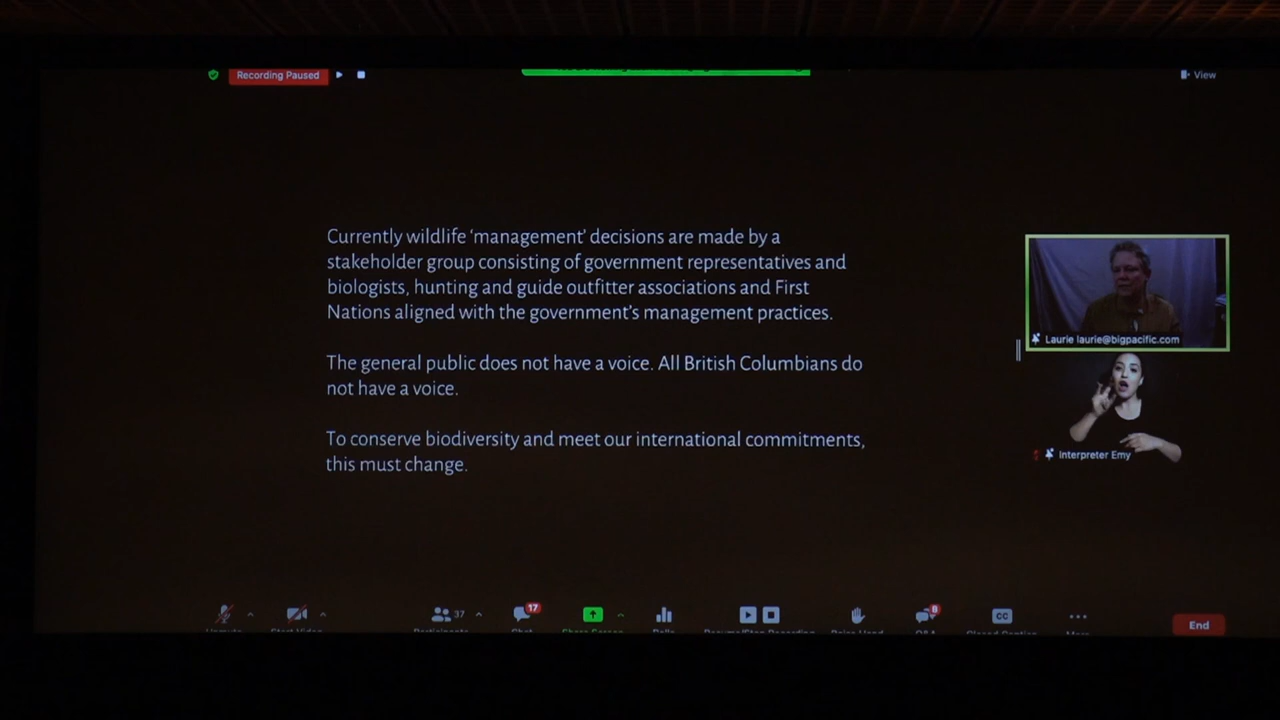 Recording Paused
View
Currently wildlife ‘management’ decisions are made by a
stakeholder group consisting of government representatives and
biologists, hunting and guide outfitter associations and First
Nations aligned with the government’s management practices.
The general public does not have a voice. All British Columbians do
not have a voice.
To conserve biodiversity and meet our international commitments,
this must change.
Laurie laurie@bigpacific.com
Interpreter Emy
37
17
8
CC
End